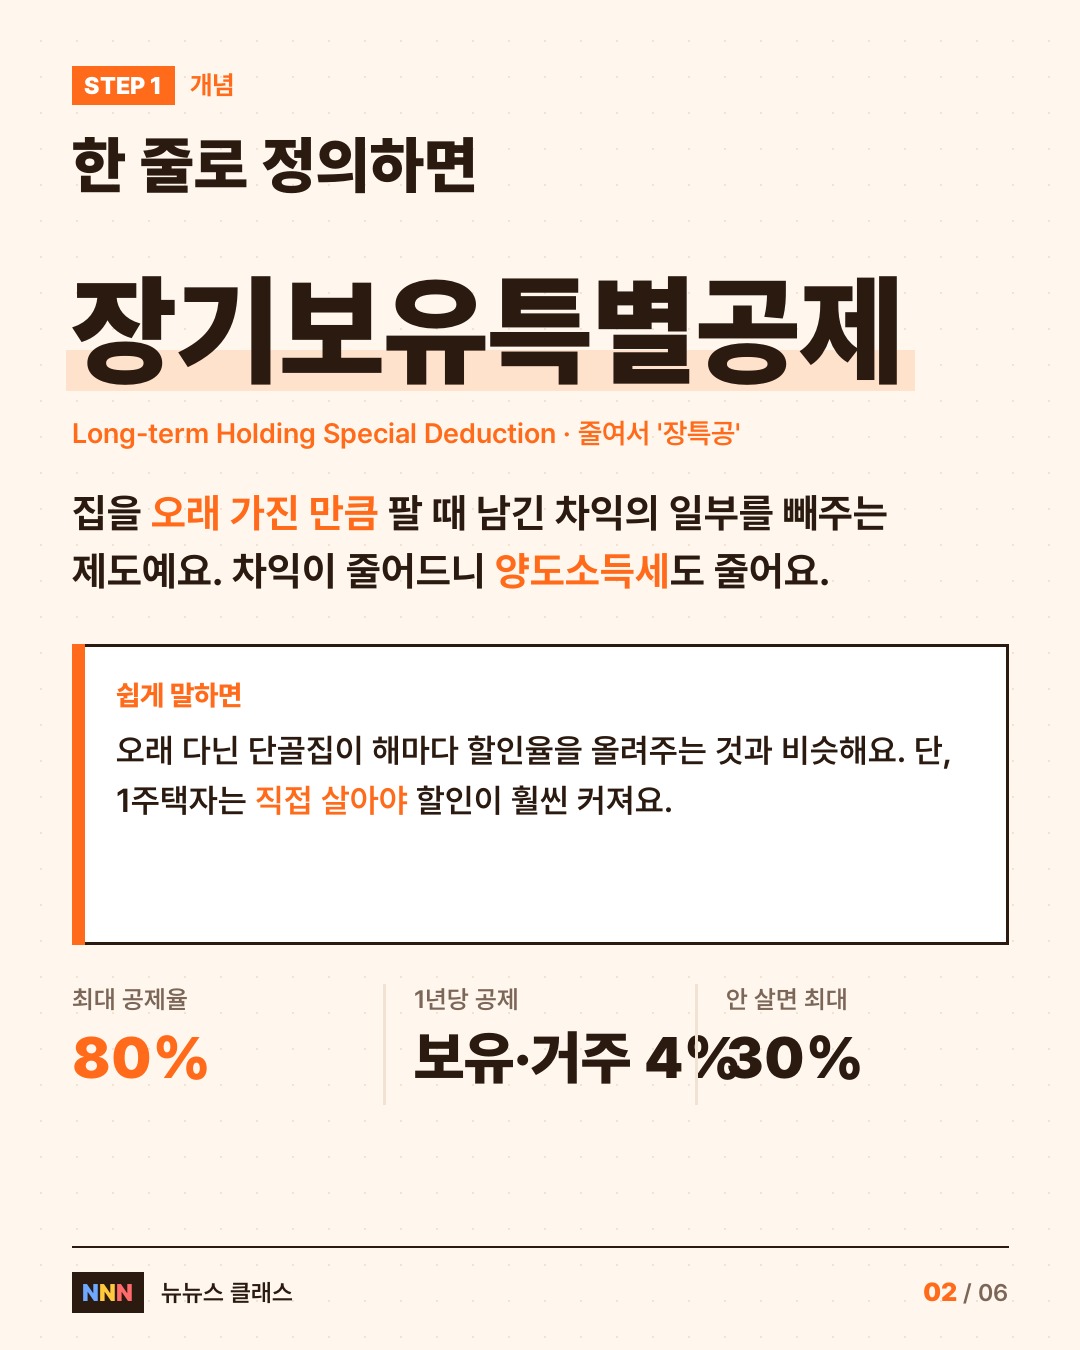 STEP 1 개념
한 줄로 정의하면
장기보유특별공제
Long-term Holding Special Deduction · 줄여서 '장특공'
집을 오래 가진 만큼 팔 때 남긴 차익의 일부를 빼주는
제도예요. 차익이 줄어드니 양도소득세도 줄어요.
쉽게 말하면
오래 다닌 단골집이 해마다 할인율을 올려주는 것과 비슷해요. 단,
1주택자는 직접 살아야 할인이 훨씬 커져요.
최대 공제율
80%
1년당 공제
보유·거주 4%
안 살면 최대
30%
NNN 뉴뉴스 클래스
02 / 06